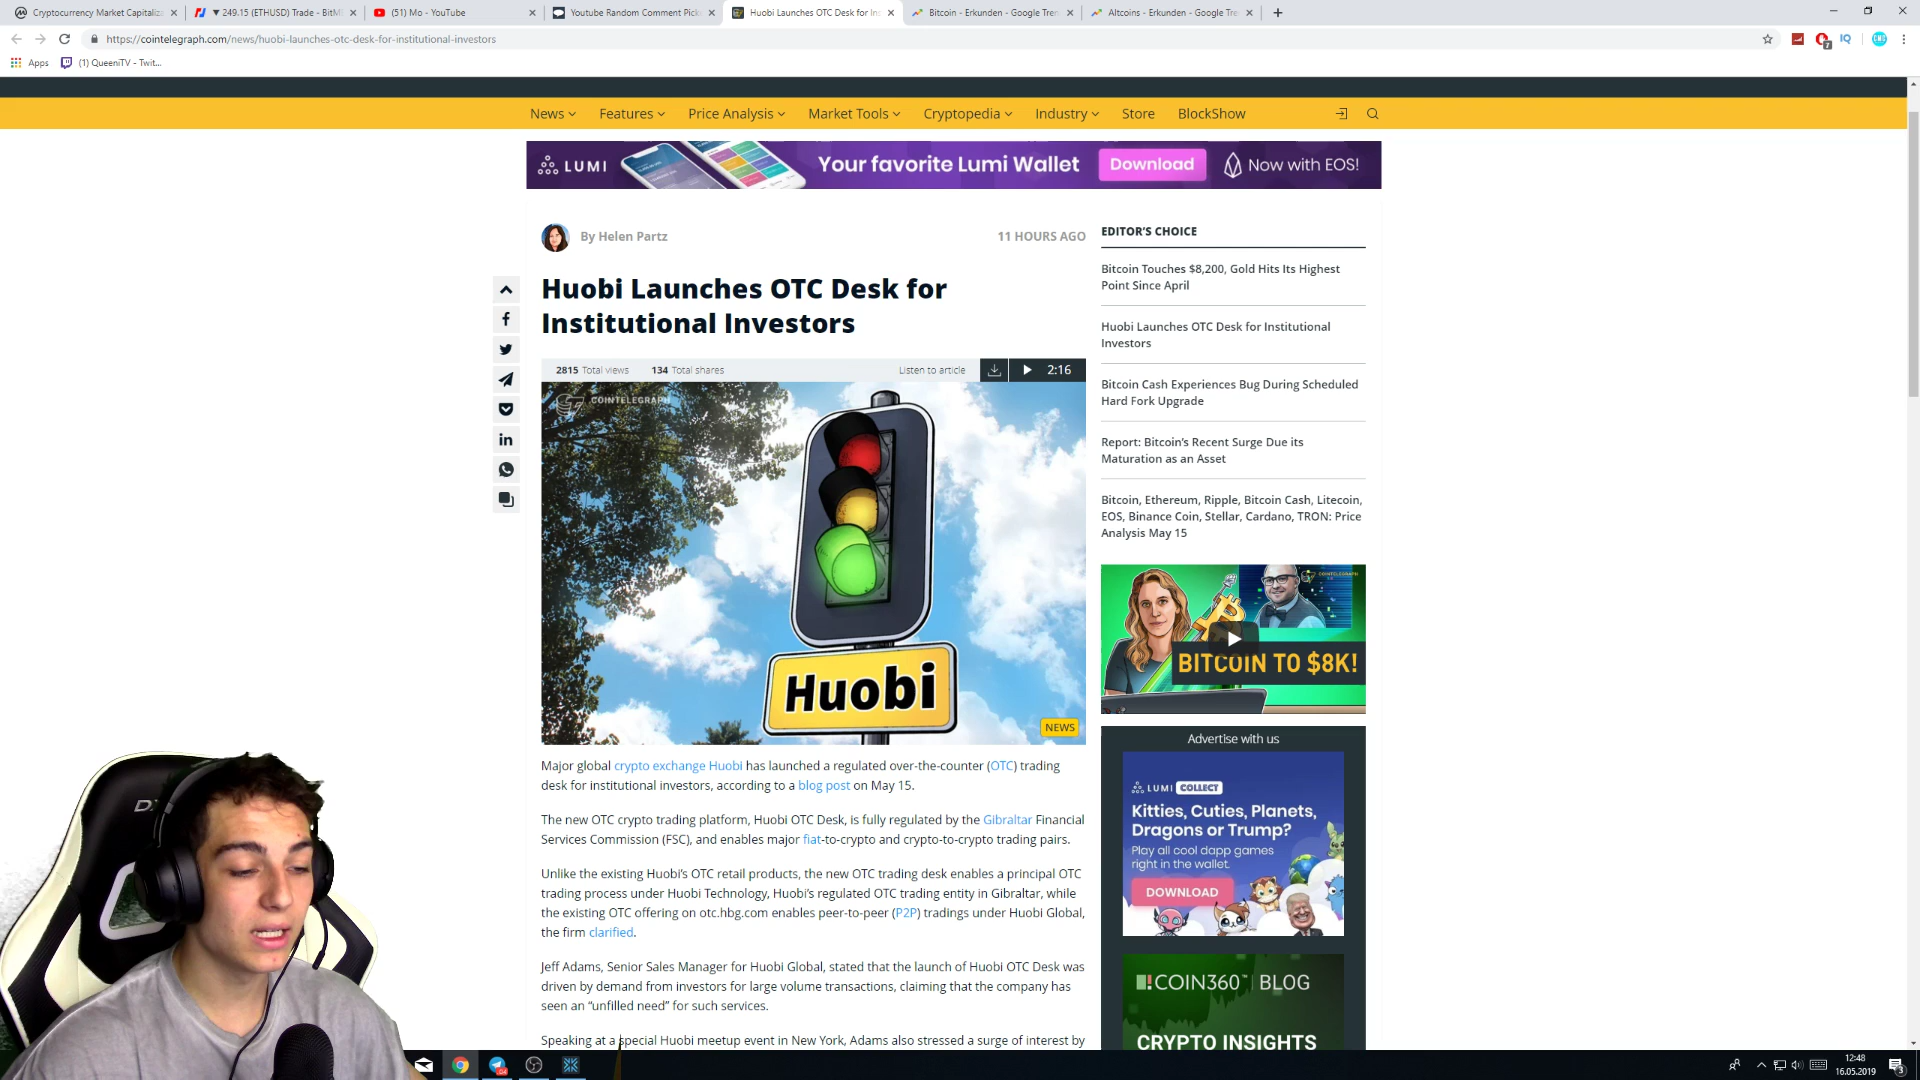 Cryptocurrency Market Capitaliz
▼ 249.15 (ETHUSD) Trade - BitM
(51) Mo - YouTube
Youtube Random Comment Pick
Huobi Launches OTC Desk for In
Bitcoin - Erkunden - Google Tren
Altcoins - Erkunden - Google Tre
https://cointelegraph.com/news/huobi-launches-otc-desk-for-institutional-investors
7
IQ
Apps
(1) QueeniTV - Twit...
News
Features
Price Analysis
Market Tools
Cryptopedia
Industry
Store
BlockShow
LUMI
Your favorite Lumi Wallet
Download
Now with EOS!
By Helen Partz
11 HOURS AGO
Huobi Launches OTC Desk for
Institutional Investors
2815 Total views
134 Total shares
Listen to article
2:16
COINTELEGRAPH
Huobi
NEWS
Major global crypto exchange Huobi has launched a regulated over-the-counter (OTC) trading
desk for institutional investors, according to a blog post on May 15.
The new OTC crypto trading platform, Huobi OTC Desk, is fully regulated by the Gibraltar Financial
Services Commission (FSC), and enables major fiat-to-crypto and crypto-to-crypto trading pairs.
Unlike the existing Huobi's OTC retail products, the new OTC trading desk enables a principal OTC
trading process under Huobi Technology, Huobi's regulated OTC trading entity in Gibraltar, while
the existing OTC offering on otc.hbg.com enables peer-to-peer (P2P) tradings under Huobi Global,
the firm clarified.
Jeff Adams, Senior Sales Manager for Huobi Global, stated that the launch of Huobi OTC Desk was
driven by demand from investors for large volume transactions, claiming that the company has
seen an “unfilled need” for such services.
Speaking at a special Huobi meetup event in New York, Adams also stressed a surge of interest by
EDITOR'S CHOICE
Bitcoin Touches $8,200, Gold Hits Its Highest
Point Since April
Huobi Launches OTC Desk for Institutional
Investors
Bitcoin Cash Experiences Bug During Scheduled
Hard Fork Upgrade
Report: Bitcoin's Recent Surge Due its
Maturation as an Asset
Bitcoin, Ethereum, Ripple, Bitcoin Cash, Litecoin,
EOS, Binance Coin, Stellar, Cardano, TRON: Price
Analysis May 15
COINTELEGRAPH
BITCOIN TO $8K!
Advertise with us
LUMI COLLECT
Kitties, Cuties, Planets,
Dragons or Trump?
Play all cool dapp games
right in the wallet.
DOWNLOAD
COIN360 BLOG
CRYPTO INSIGHTS
12:48
16.05.2019
3